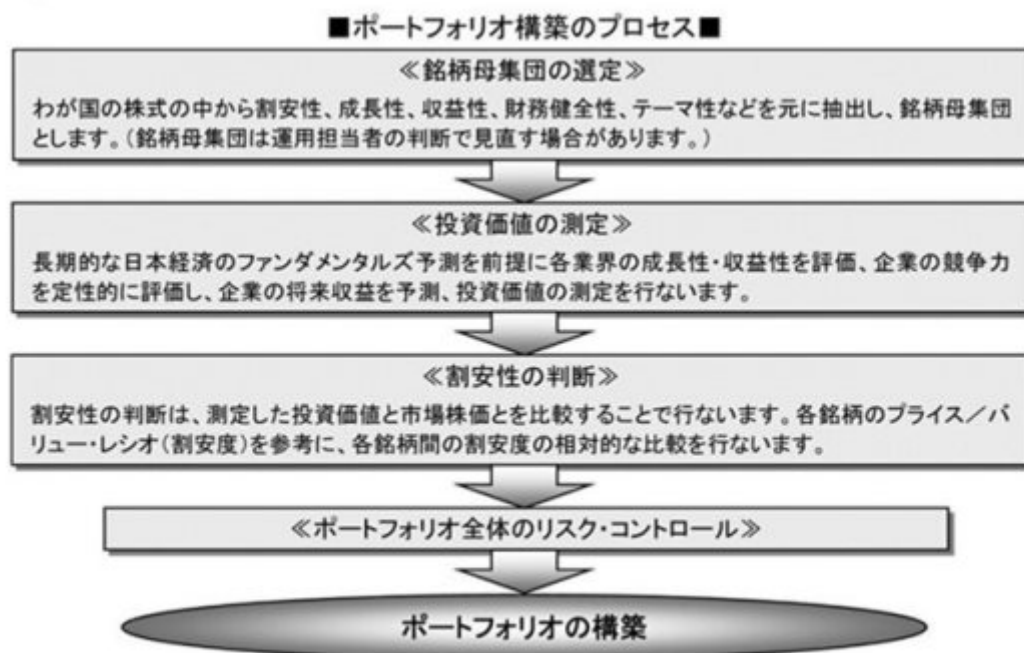 ■ポートフォリオ構築のプロセス■
≪銘柄母集団の選定≫
わが国の株式の中から割安性、成長性、収益性、財務健全性、テーマ性などを元に抽出し、銘柄母集団
とします。（銘柄母集団は運用担当者の判断で見直す場合があります。）
≪投資価値の測定≫
長期的な日本経済のファンダメンタルズ予測を前提に各業界の成長性・収益性を評価、企業の競争力
を定性的に評価し、企業の将来収益を予測、投資価値の測定を行ないます。
≪割安性の判断≫
割安性の判断は、測定した投資価値と市場株価とを比較することで行ないます。各銘柄のプライス／バ
リュー・レシオ（割安度）を参考に、各銘柄間の割安度の相対的な比較を行ないます。
≪ポートフォリオ全体のリスク・コントロール≫
ポートフォリオの構築